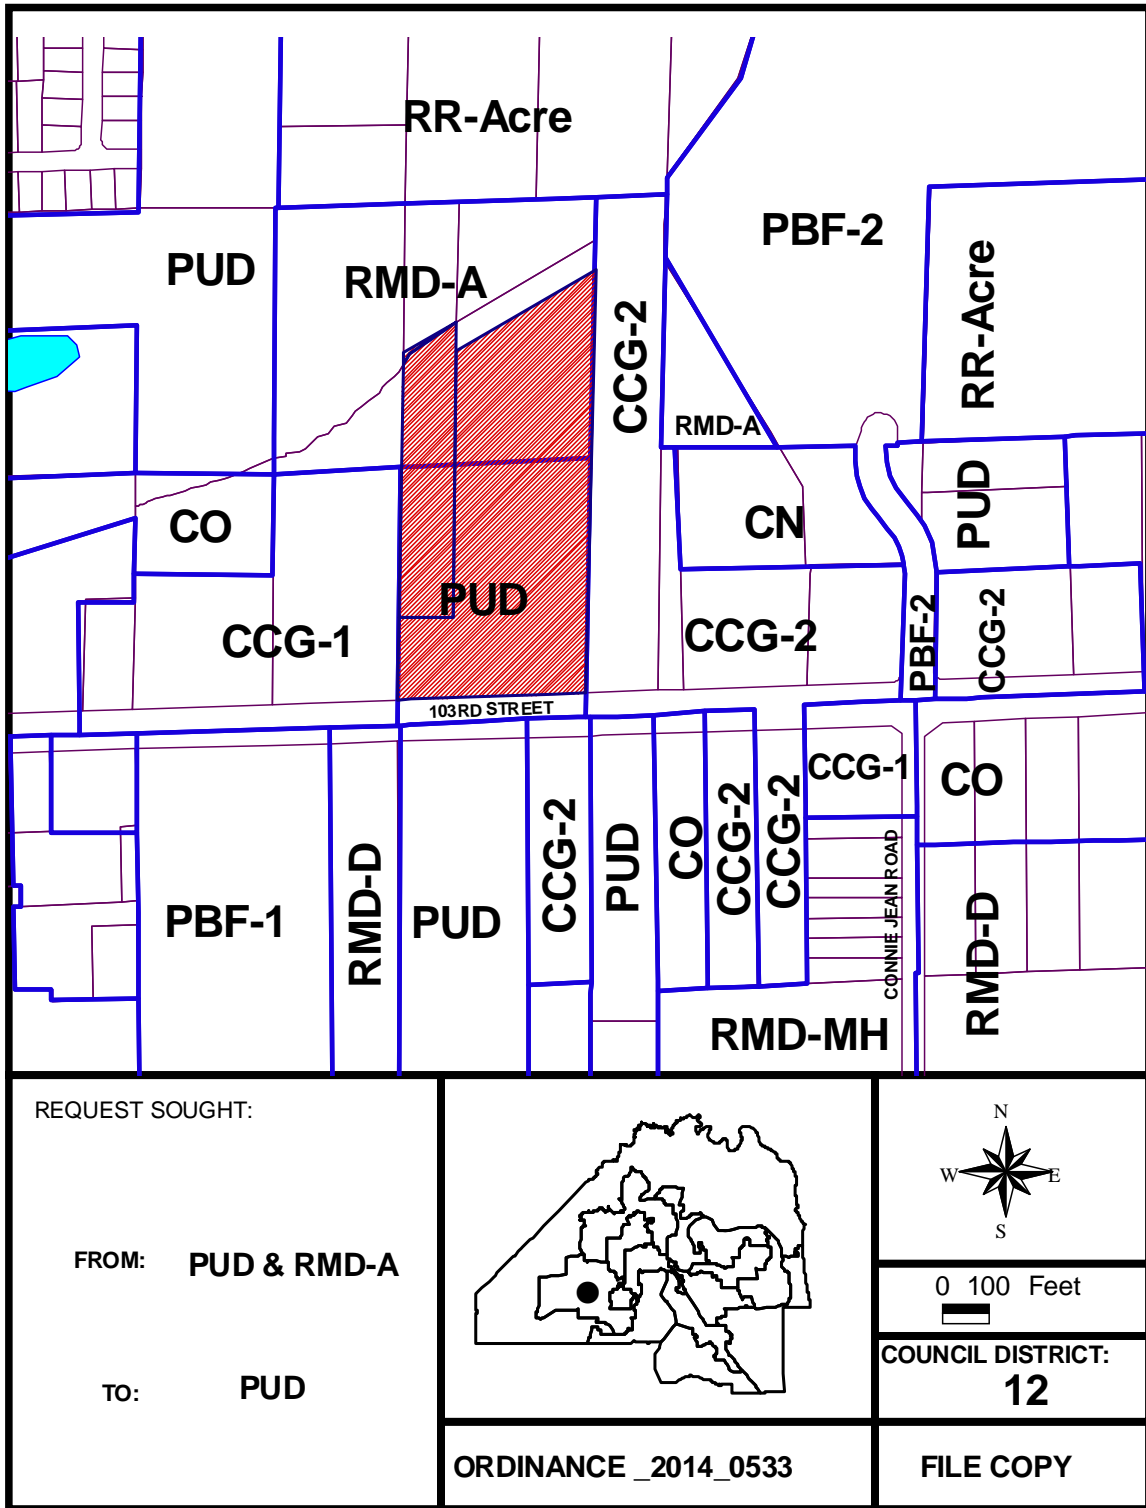 RR-Acre
PBF-2
PUD
RMD-A
RR-Acre
CCG-2
RMD-A
PUD
CO
CN
PUD
CCG-1
CCG-2
PBF-2
CCG-2
103RD STREET
CCG-1
CO
CCG-2
PUD
CO
CCG-2
CCG-2
CONNIE JEAN ROAD
PBF-1
RMD-D
PUD
RMD-D
RMD-MH
REQUEST SOUGHT:
FROM: PUD & RMD-A
TO: PUD
N
W E
S
0 100 Feet
COUNCIL DISTRICT:
12
ORDINANCE _2014_0533
FILE COPY